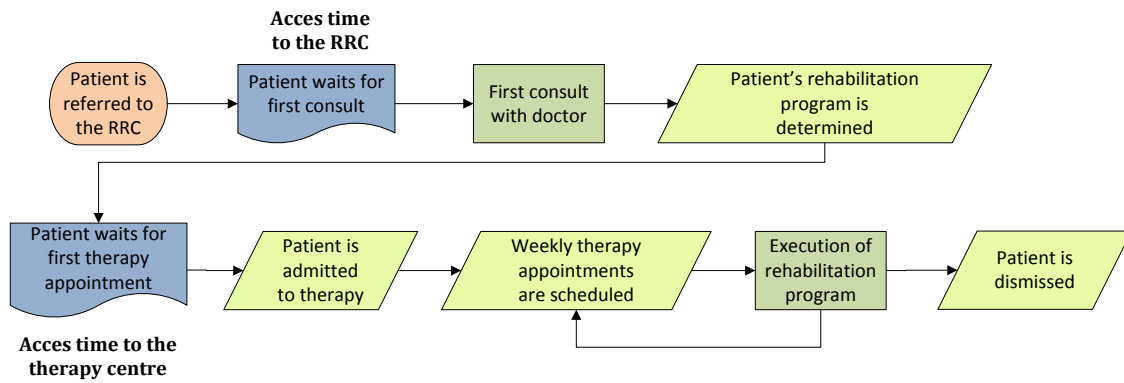 Acces time
to the RRC
Patient is
referred to
the RRC
Patient waits for
first consult
First consult
with doctor
Patient’s rehabilitation
program is
determined
Patient waits for
first therapy
appointment
Patient is
admitted
to therapy
Weekly therapy
appointments
are scheduled
Execution of
rehabilitation
program
Patient is
dismissed
Acces time to the
therapy centre